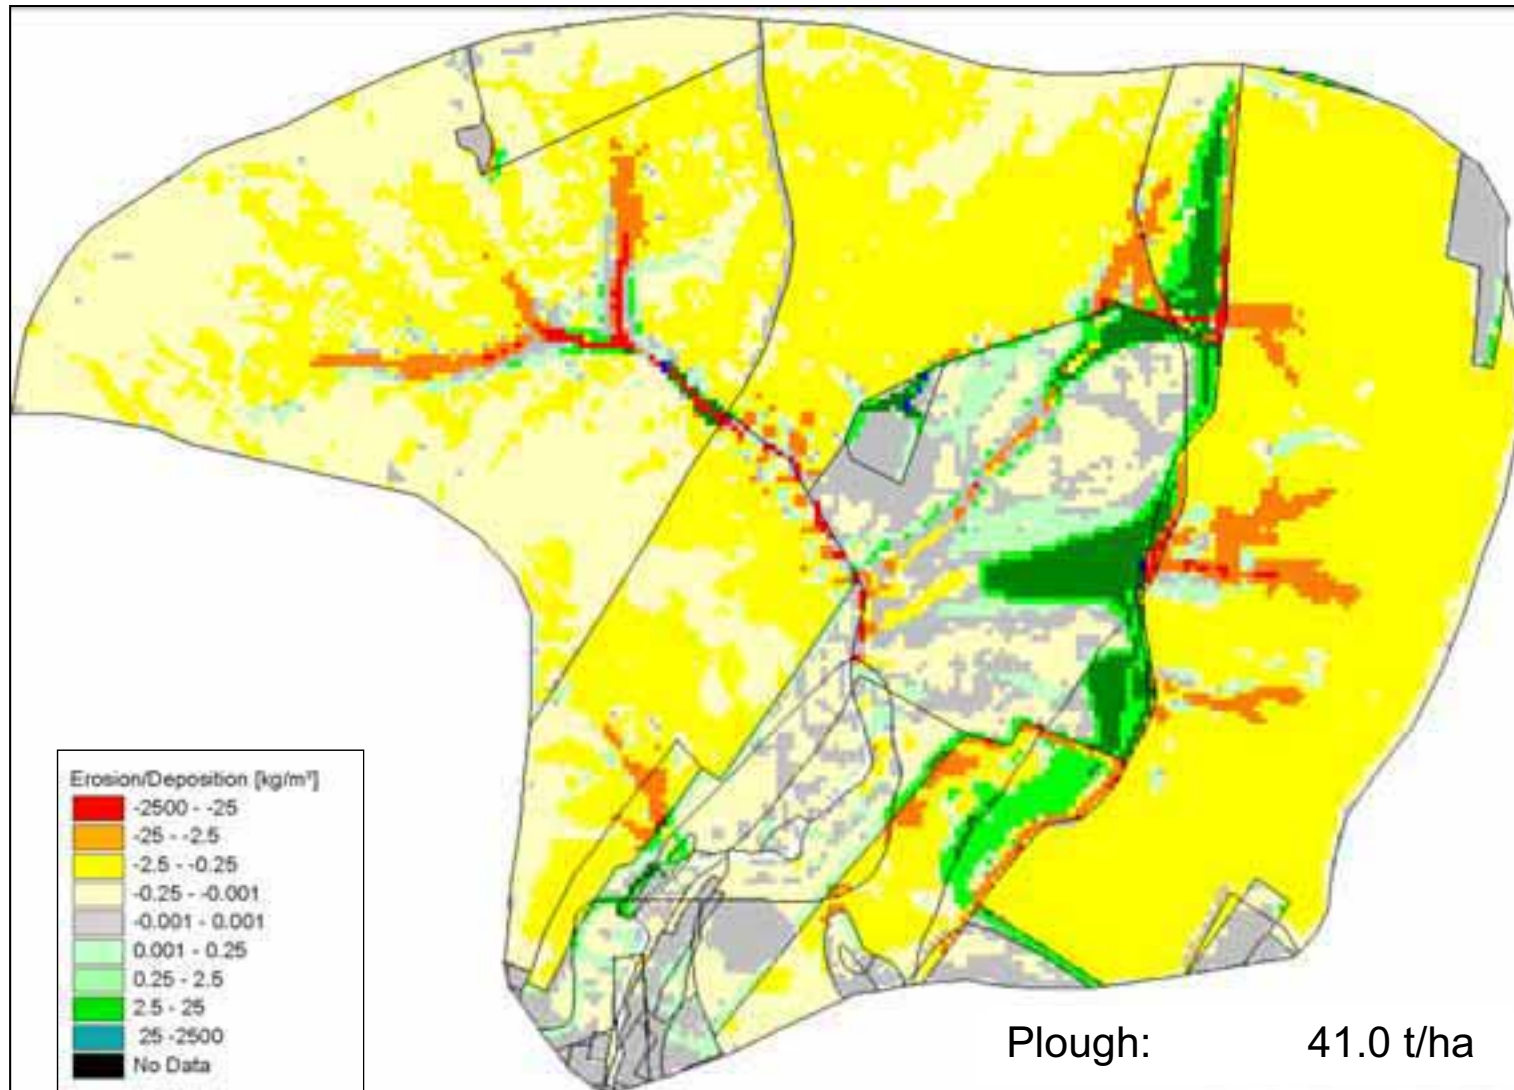 Erosion/Deposition [kg/m²]
-2500 - -25
-25 - -2.5
-2.5 - -0.25
-0.25 - -0.001
-0.001 - 0.001
0.001 - 0.25
0.25 - 2.5
2.5 - 25
25 -2500
No Data
Plough: 41.0 t/ha